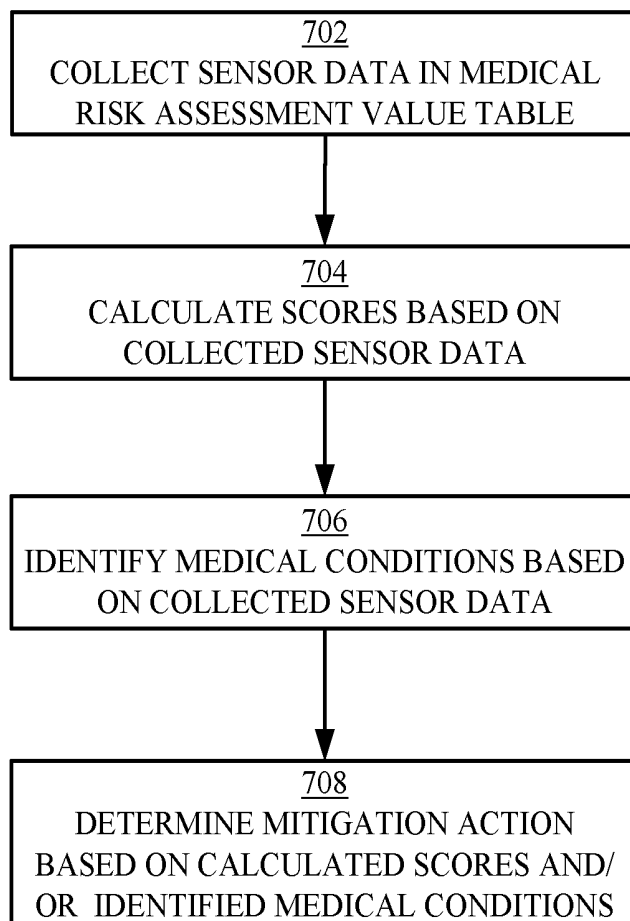 702
COLLECT SENSOR DATA IN MEDICAL
RISK ASSESSMENT VALUE TABLE
704
CALCULATE SCORES BASED ON
COLLECTED SENSOR DATA
706
IDENTIFY MEDICAL CONDITIONS BASED
ON COLLECTED SENSOR DATA
708
DETERMINE MITIGATION ACTION
BASED ON CALCULATED SCORES AND/
OR IDENTIFIED MEDICAL CONDITIONS